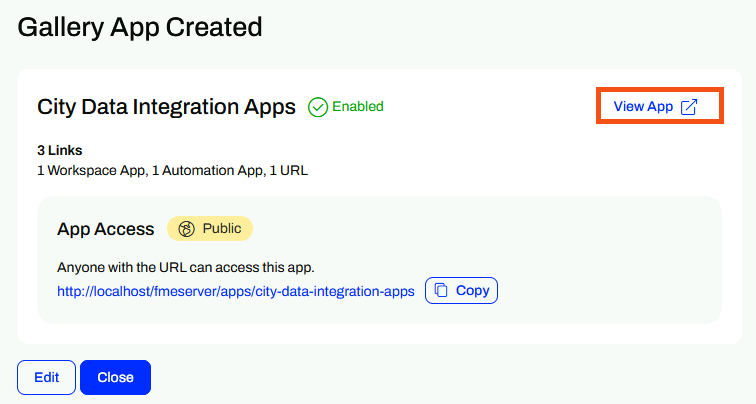 Gallery App Created
City Data Integration Apps Enabled View App
3 Links
1 Workspace App, 1 Automation App, 1 URL
App Access Public
Anyone with the URL can access this app.
http://localhost/fmeserver/apps/city-data-integration-apps Copy
Edit Close